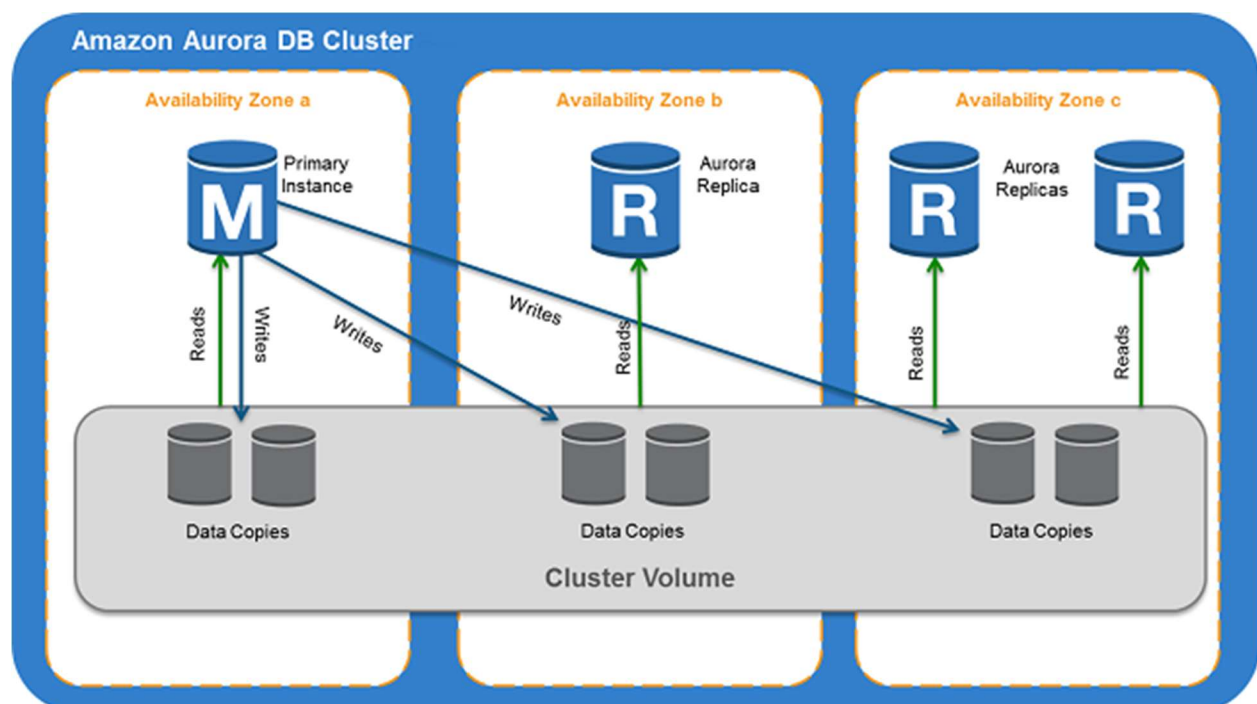 Amazon Aurora DB Cluster
Availability Zone a
Availability Zone b
Availability Zone c
M
Primary
Instance
R
Aurora
Replica
R
Aurora
Replicas
R
Reads
Writes
Writes
Writes
Reads
Reads
Reads
Data Copies
Data Copies
Data Copies
Cluster Volume